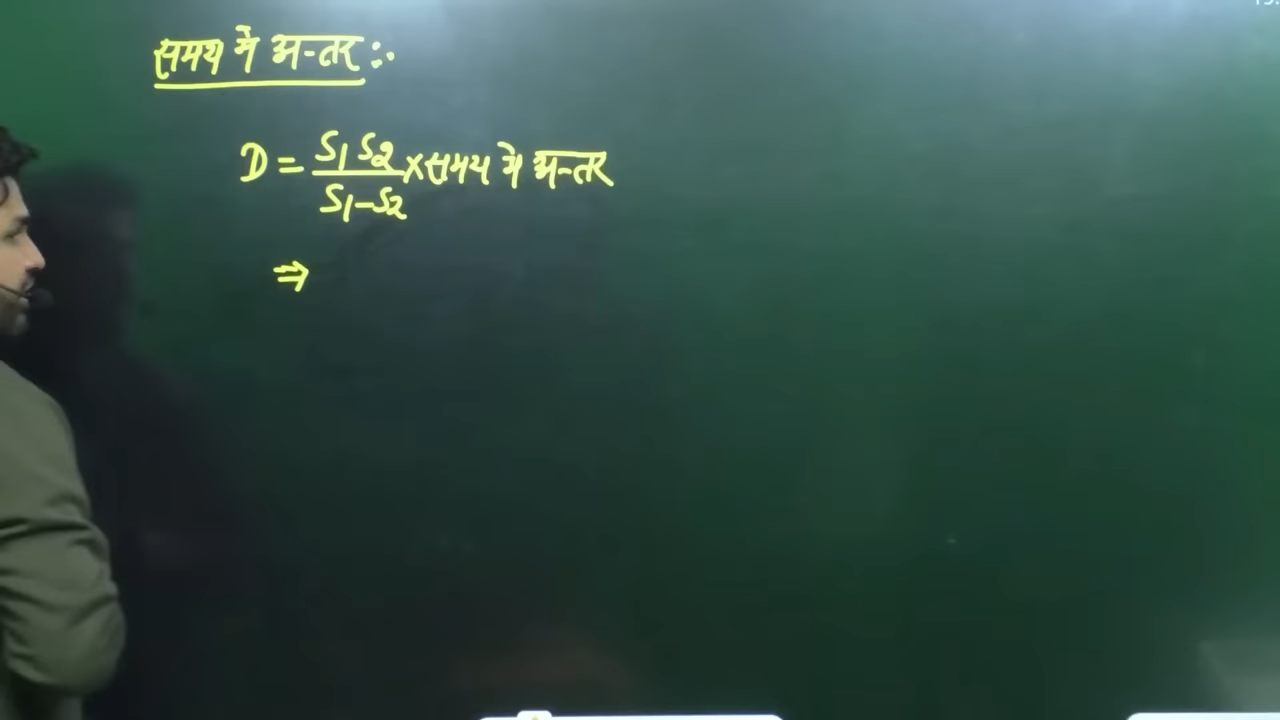 समय मे अन्तर :-
D = S1 S2 / S1-S2 × समय मे अन्तर
⇒